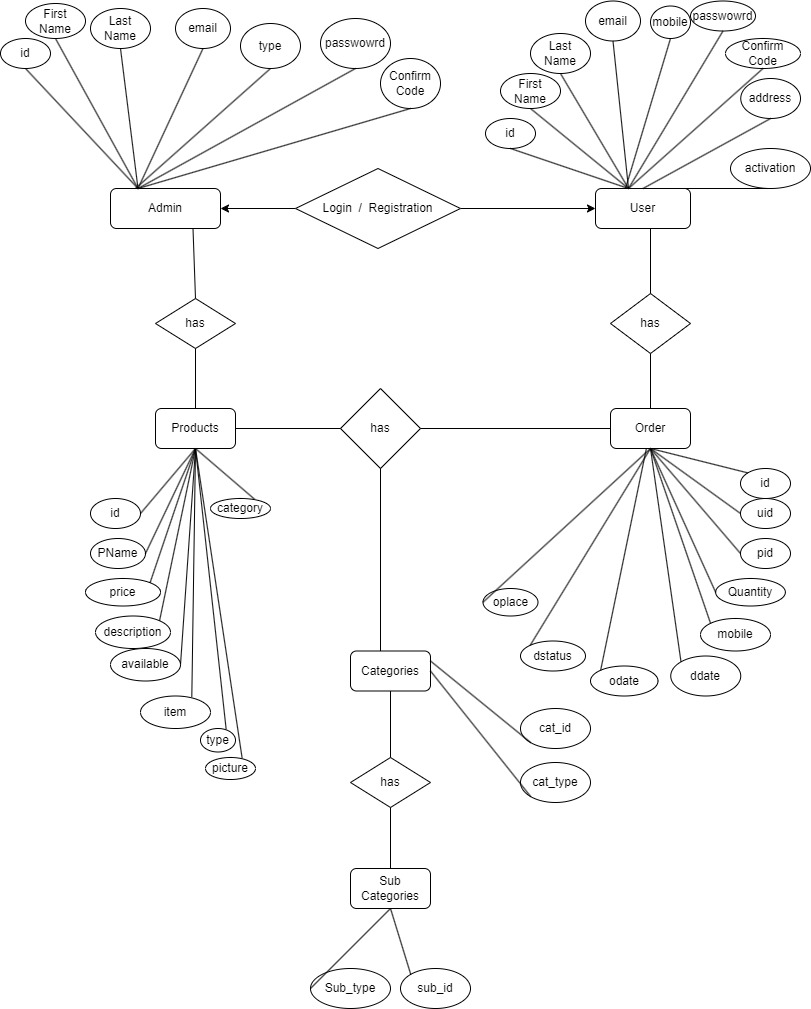 First
Name
Last
Name
id
email
type
passwowrd
Confirm
Code
email
mobile
passwowrd
Last
Name
Confirm
Code
First
Name
address
id
activation
Admin
Login / Registration
User
has
has
Products
has
Order
category
id
PName
price
description
available
item
type
picture
id
uid
pid
Quantity
mobile
ddate
odate
dstatus
oplace
Categories
cat_id
cat_type
has
Sub
Categories
Sub_type
sub_id